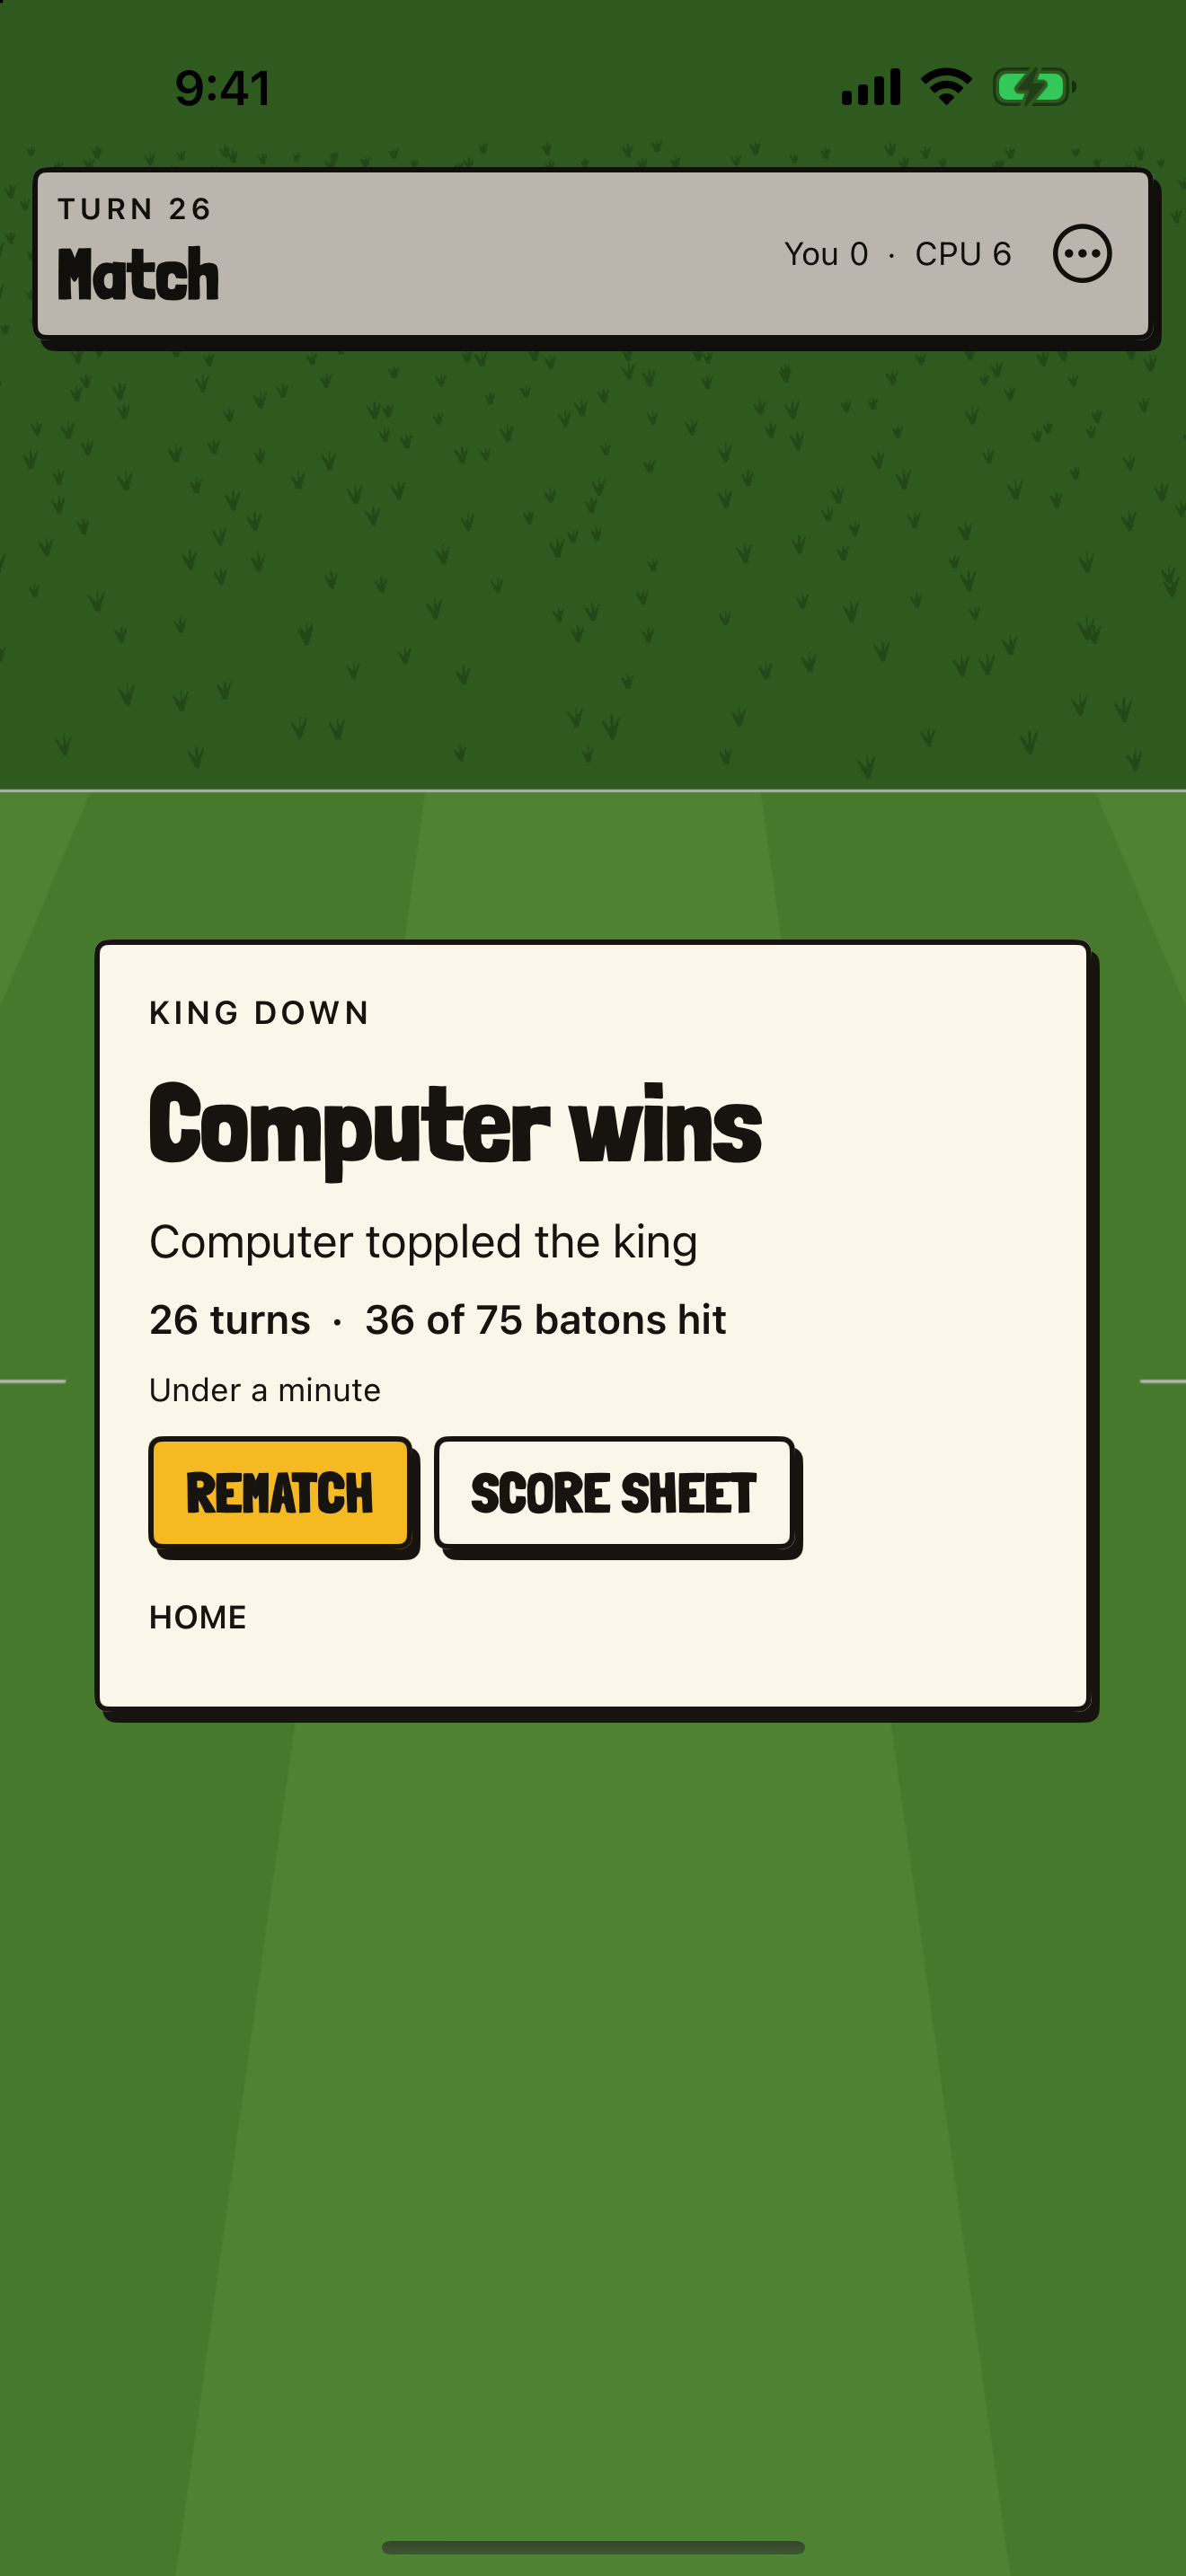 9:41
TURN 26
Match
You 0 · CPU 6
KING DOWN
Computer wins
Computer toppled the king
26 turns · 36 of 75 batons hit
Under a minute
REMATCH
SCORE SHEET
HOME